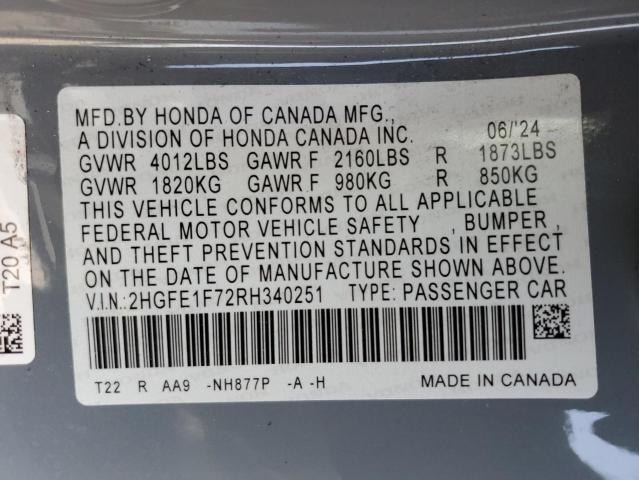 MFD.BY HONDA OF CANADA MFG.,
A DIVISION OF HONDA CANADA INC. 06/'24
GVWR 4012LBS GAWR F 2160LBS R 1873LBS
GVWR 1820KG GAWR F 980KG R 850KG
THIS VEHICLE CONFORMS TO ALL APPLICABLE
FEDERAL MOTOR VEHICLE SAFETY , BUMPER ,
AND THEFT PREVENTION STANDARDS IN EFFECT
ON THE DATE OF MANUFACTURE SHOWN ABOVE.
V.I.N.:2HGFE1F72RH340251 TYPE: PASSENGER CAR
T22 R AA9 -NH877P -A -H MADE IN CANADA
T20 A5